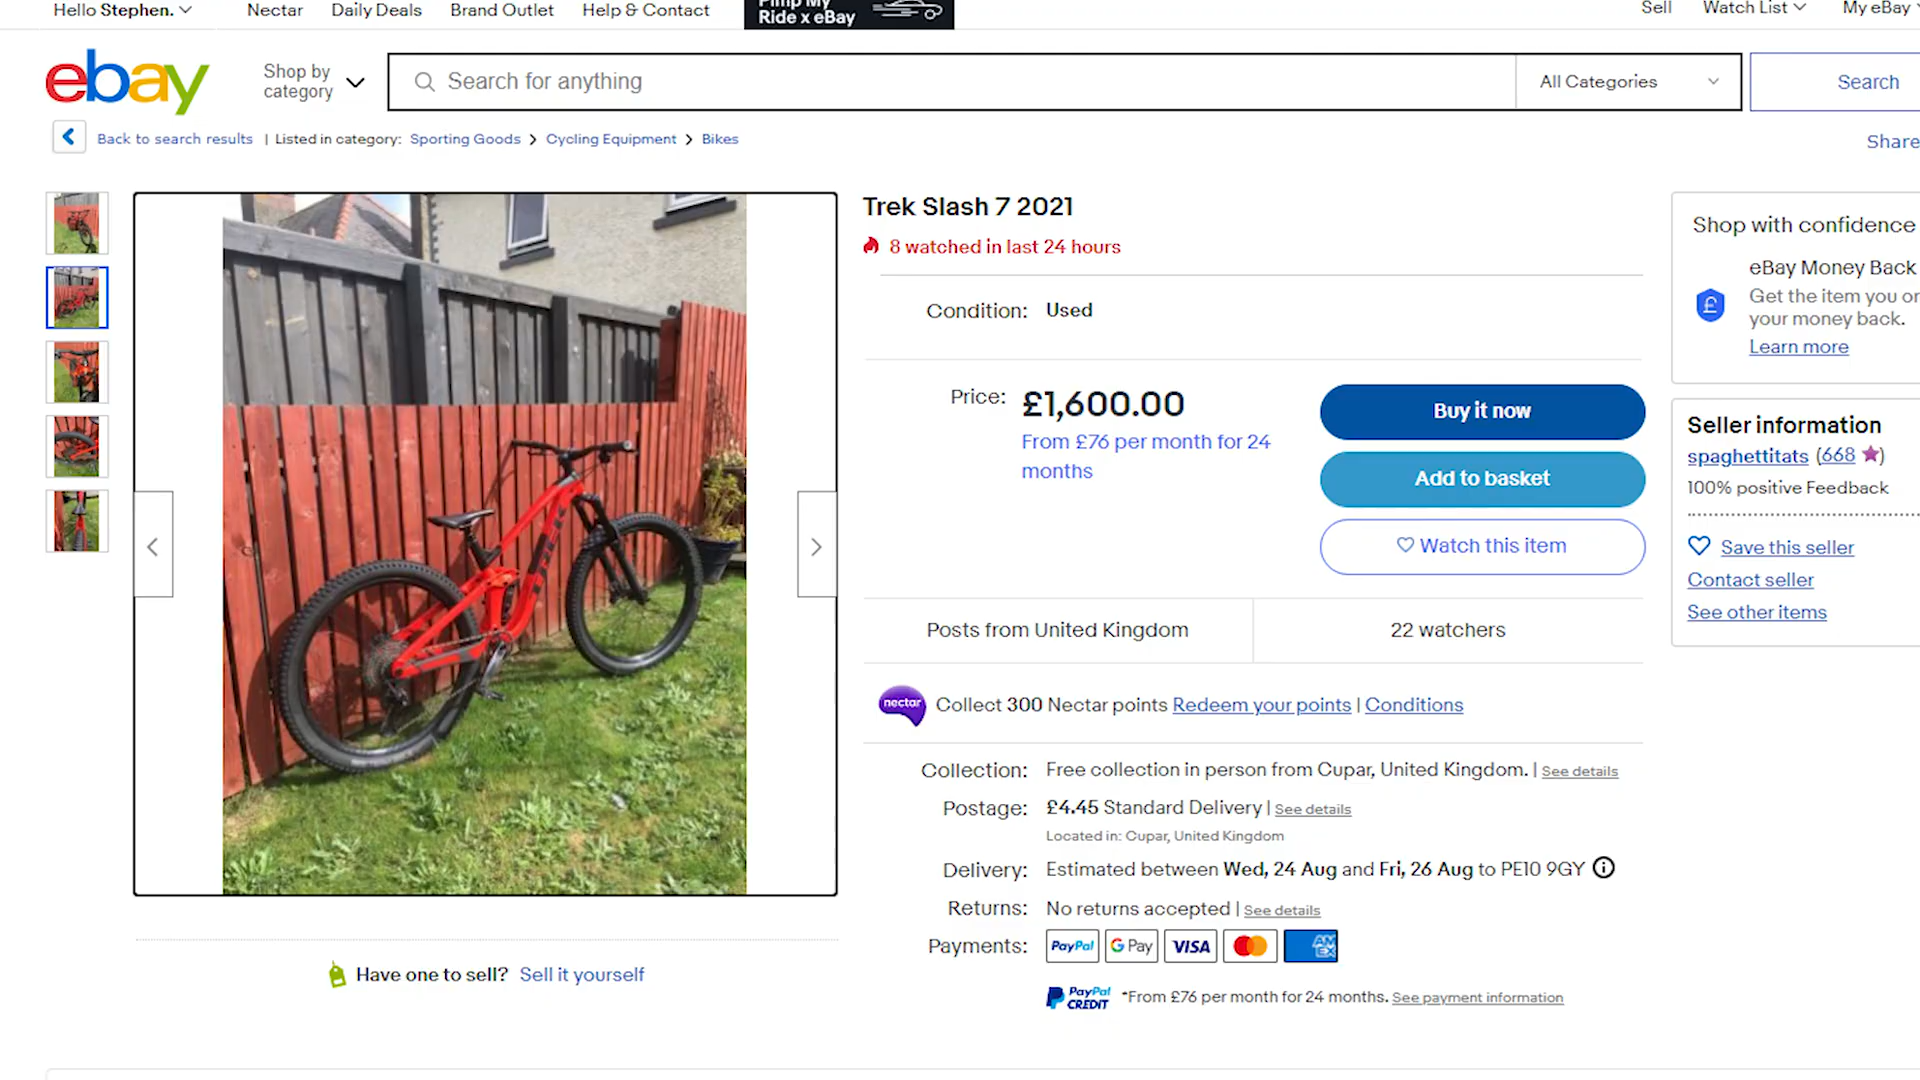 Hello Stephen.
Nectar
Daily Deals
Brand Outlet
Help & Contact
Pimp My
Ride x eBay
Sell
Watch List
My eBay
ebay
Shop by
category
Search for anything
All Categories
Search
Back to search results | Listed in category: Sporting Goods > Cycling Equipment > Bikes
Share
Trek Slash 7 2021
8 watched in last 24 hours
Condition: Used
Price: £1,600.00
From £76 per month for 24
months
Buy it now
Add to basket
Watch this item
Posts from United Kingdom
22 watchers
nectar
Collect 300 Nectar points Redeem your points | Conditions
Collection: Free collection in person from Cupar, United Kingdom. | See details
Postage: £4.45 Standard Delivery | See details
Located in: Cupar, United Kingdom
Delivery: Estimated between Wed, 24 Aug and Fri, 26 Aug to PE10 9GY
Returns: No returns accepted | See details
Payments: PayPal G Pay VISA AM EX
PayPal CREDIT *From £76 per month for 24 months. See payment information
Shop with confidence
eBay Money Back
Get the item you or
your money back.
Learn more
Seller information
spaghettitats (668)
100% positive Feedback
Save this seller
Contact seller
See other items
TREK
Have one to sell? Sell it yourself